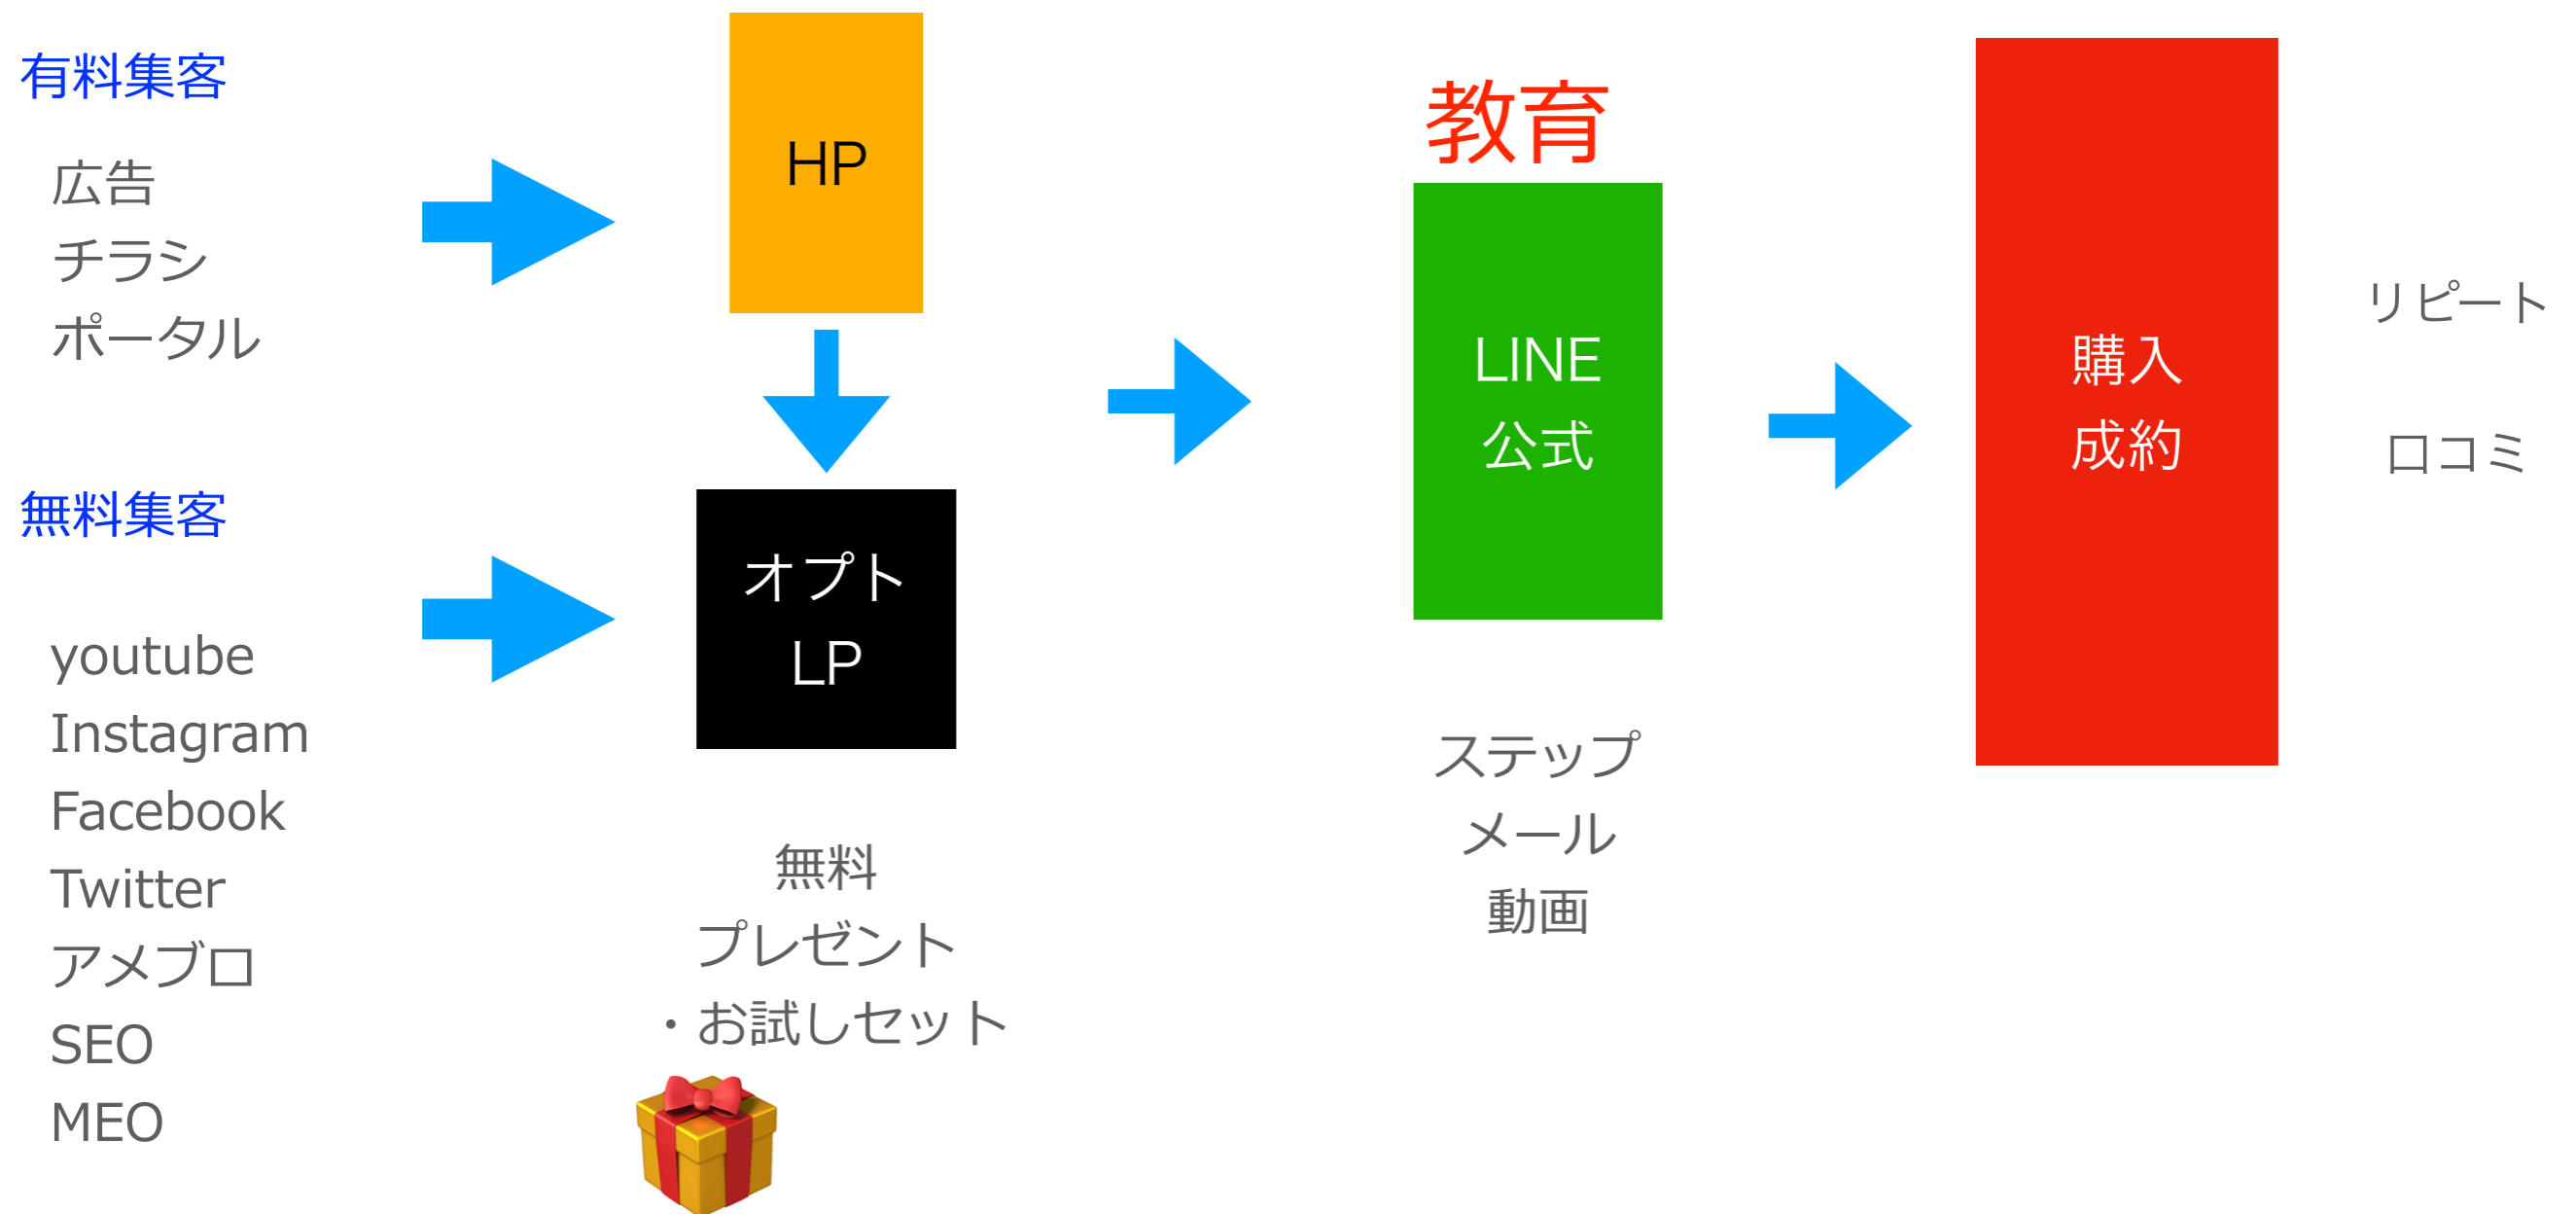 有料集客
広告
チラシ
ポータル
無料集客
youtube
Instagram
Facebook
Twitter
アメブロ
SEO
MEO
HP
オプト
LP
無料
プレゼント
・お試しセット
教育
LINE
公式
ステップ
メール
動画
購入
成約
リピート
口コミ